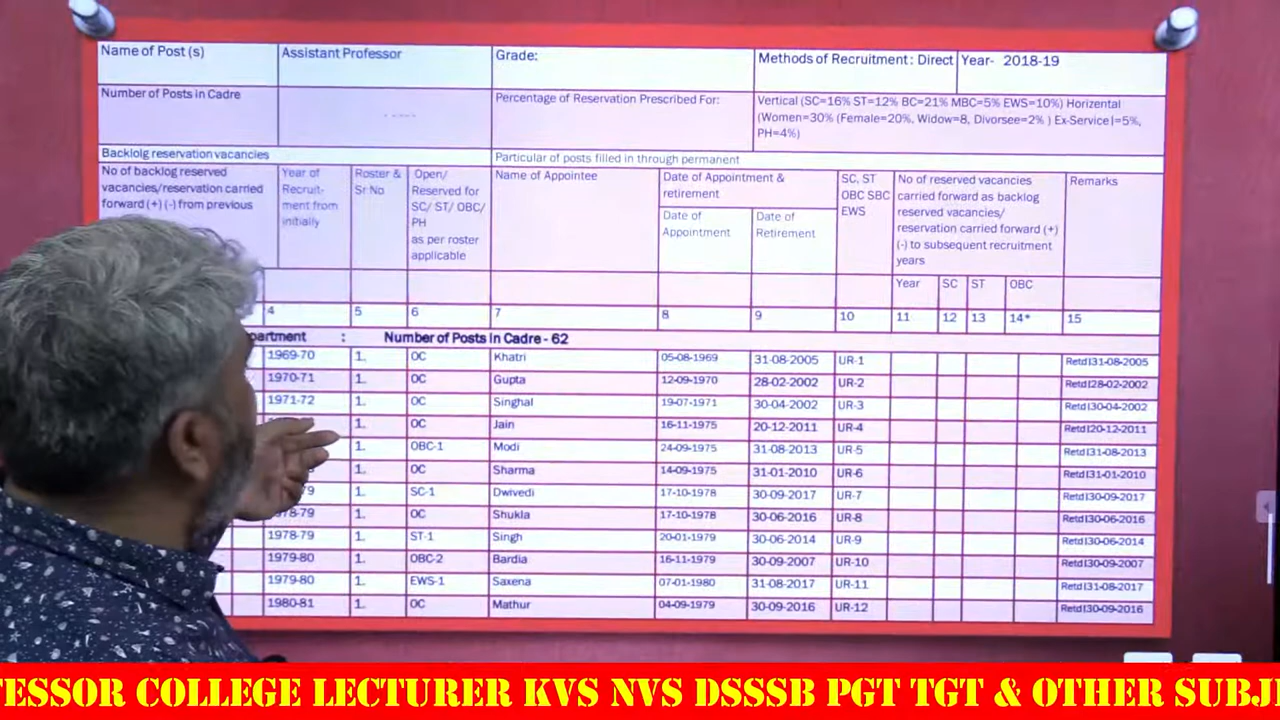 Name of Post (s) Assistant Professor Grade: Methods of Recruitment : Direct Year- 2018-19
Number of Posts in Cadre Percentage of Reservation Prescribed For: Vertical (SC=16% ST=12% BC=21% MBC=5% EWS=10%) Horizental
(Women=30% (Female=20%, Widow=8, Divorsee=2% ) Ex-Service|=5%,
PH=4%)
Backlolg reservation vacancies Particular of posts filled in through permanent
No of backlog reserved
vacancies/reservation carried
forward (+) (-) from previous
Year of
Recruit-
ment from
initially
Roster &
Sr No
Open/
Reserved for
SC/ ST/ OBC/
PH
as per roster
applicable
Name of Appointee
Date of Appointment &
retirement
Date of
Appointment
Date of
Retirement
SC, ST
OBC SBC
EWS
No of reserved vacancies
carried forward as backlog
reserved vacancies/
reservation carried forward (+)
(-) to subsequent recruitment
years
Remarks
Year SC ST OBC
4 5 6 7 8 9 10 11 12 13 14* 15
partment : Number of Posts in Cadre - 62
1969-70 1. OC Khatri 05-08-1969 31-08-2005 UR-1 Retd|31-08-2005
1970-71 1. OC Gupta 12-09-1970 28-02-2002 UR-2 Retd|28-02-2002
1971-72 1. OC Singhal 19-07-1971 30-04-2002 UR-3 Retd|30-04-2002
1. OC Jain 16-11-1975 20-12-2011 UR-4 Retd|20-12-2011
1. OBC-1 Modi 24-09-1975 31-08-2013 UR-5 Retd|31-08-2013
1. OC Sharma 14-09-1975 31-01-2010 UR-6 Retd|31-01-2010
79 1. SC-1 Dwivedi 17-10-1978 30-09-2017 UR-7 Retd|30-09-2017
78-79 1. OC Shukla 17-10-1978 30-06-2016 UR-8 Retd|30-06-2016
1978-79 1. ST-1 Singh 20-01-1979 30-06-2014 UR-9 Retd|30-06-2014
1979-80 1. OBC-2 Bardia 16-11-1979 30-09-2007 UR-10 Retd|30-09-2007
1979-80 1. EWS-1 Saxena 07-01-1980 31-08-2017 UR-11 Retd|31-08-2017
1980-81 1. OC Mathur 04-09-1979 30-09-2016 UR-12 Retd|30-09-2016
FESSOR COLLEGE LECTURER KVS NVS DSSSB PGT TGT & OTHER SUBJE